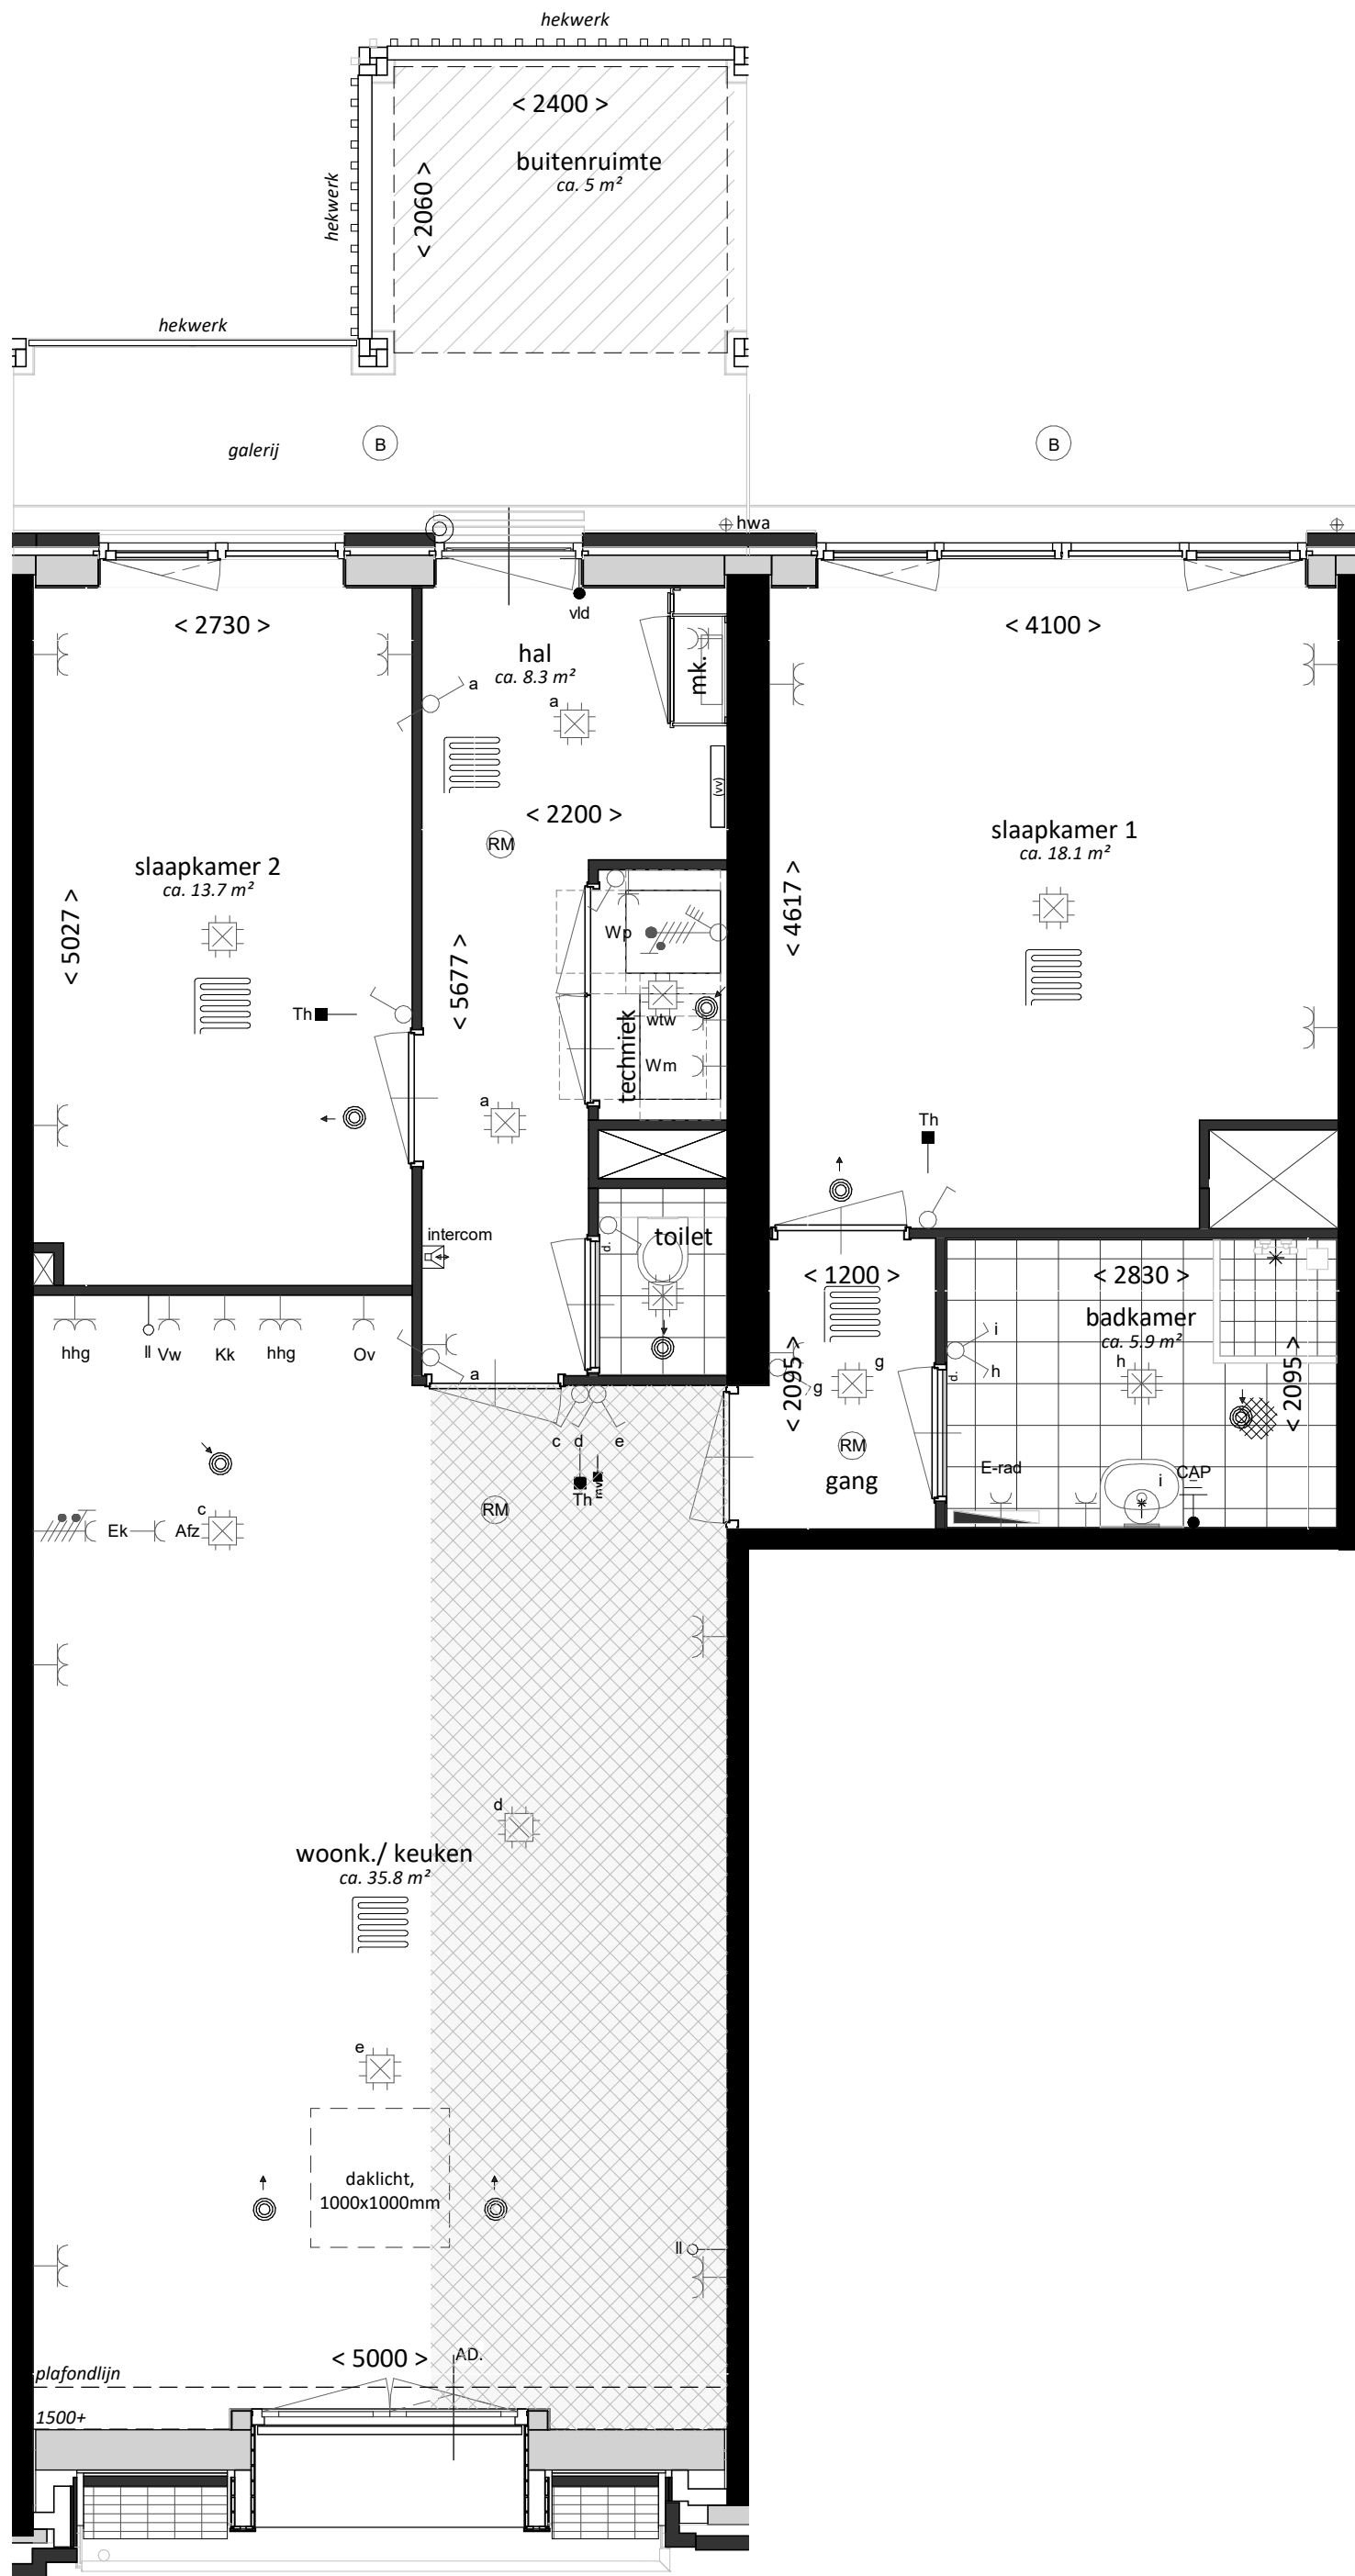 hekwerk
< 2400 >
buitenruimte
ca. 5 m²
< 2060 >
hekwerk
hekwerk
galerij
B
B
hwa
vld
< 2730 >
hal
ca. 8.3 m²
mk.
< 4100 >
a
a
(vv)
< 2200 >
RM
slaapkamer 2
ca. 13.7 m²
slaapkamer 1
ca. 18.1 m²
< 5027 >
< 5677 >
< 4617 >
Wp
wtw
Wm
techniek
Th
a
Th
intercom
toilet
d.
< 1200 >
< 2830 >
badkamer
ca. 5.9 m²
hhg
ll
Vw
Kk
hhg
Ov
a
< 2095 >
g
g
i
h
d.
h
< 2095 >
c
d
e
Th
mv
RM
RM
gang
E-rad
i
CAP
Ek
Afz
c
d
woonk./ keuken
ca. 35.8 m²
e
daklicht,
1000x1000mm
ll
< 5000 >
AD.
plafondlijn
1500+